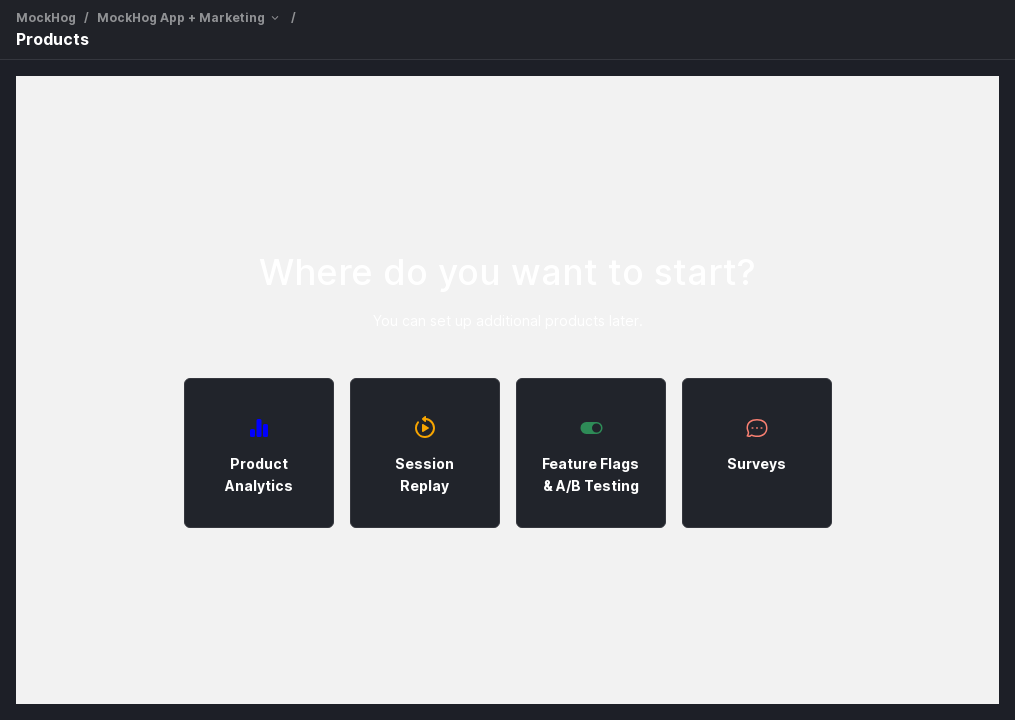 MockHog / MockHog App + Marketing /
Products
Where do you want to start?
You can set up additional products later.
Product
Analytics
Session
Replay
Feature Flags
& A/B Testing
Surveys